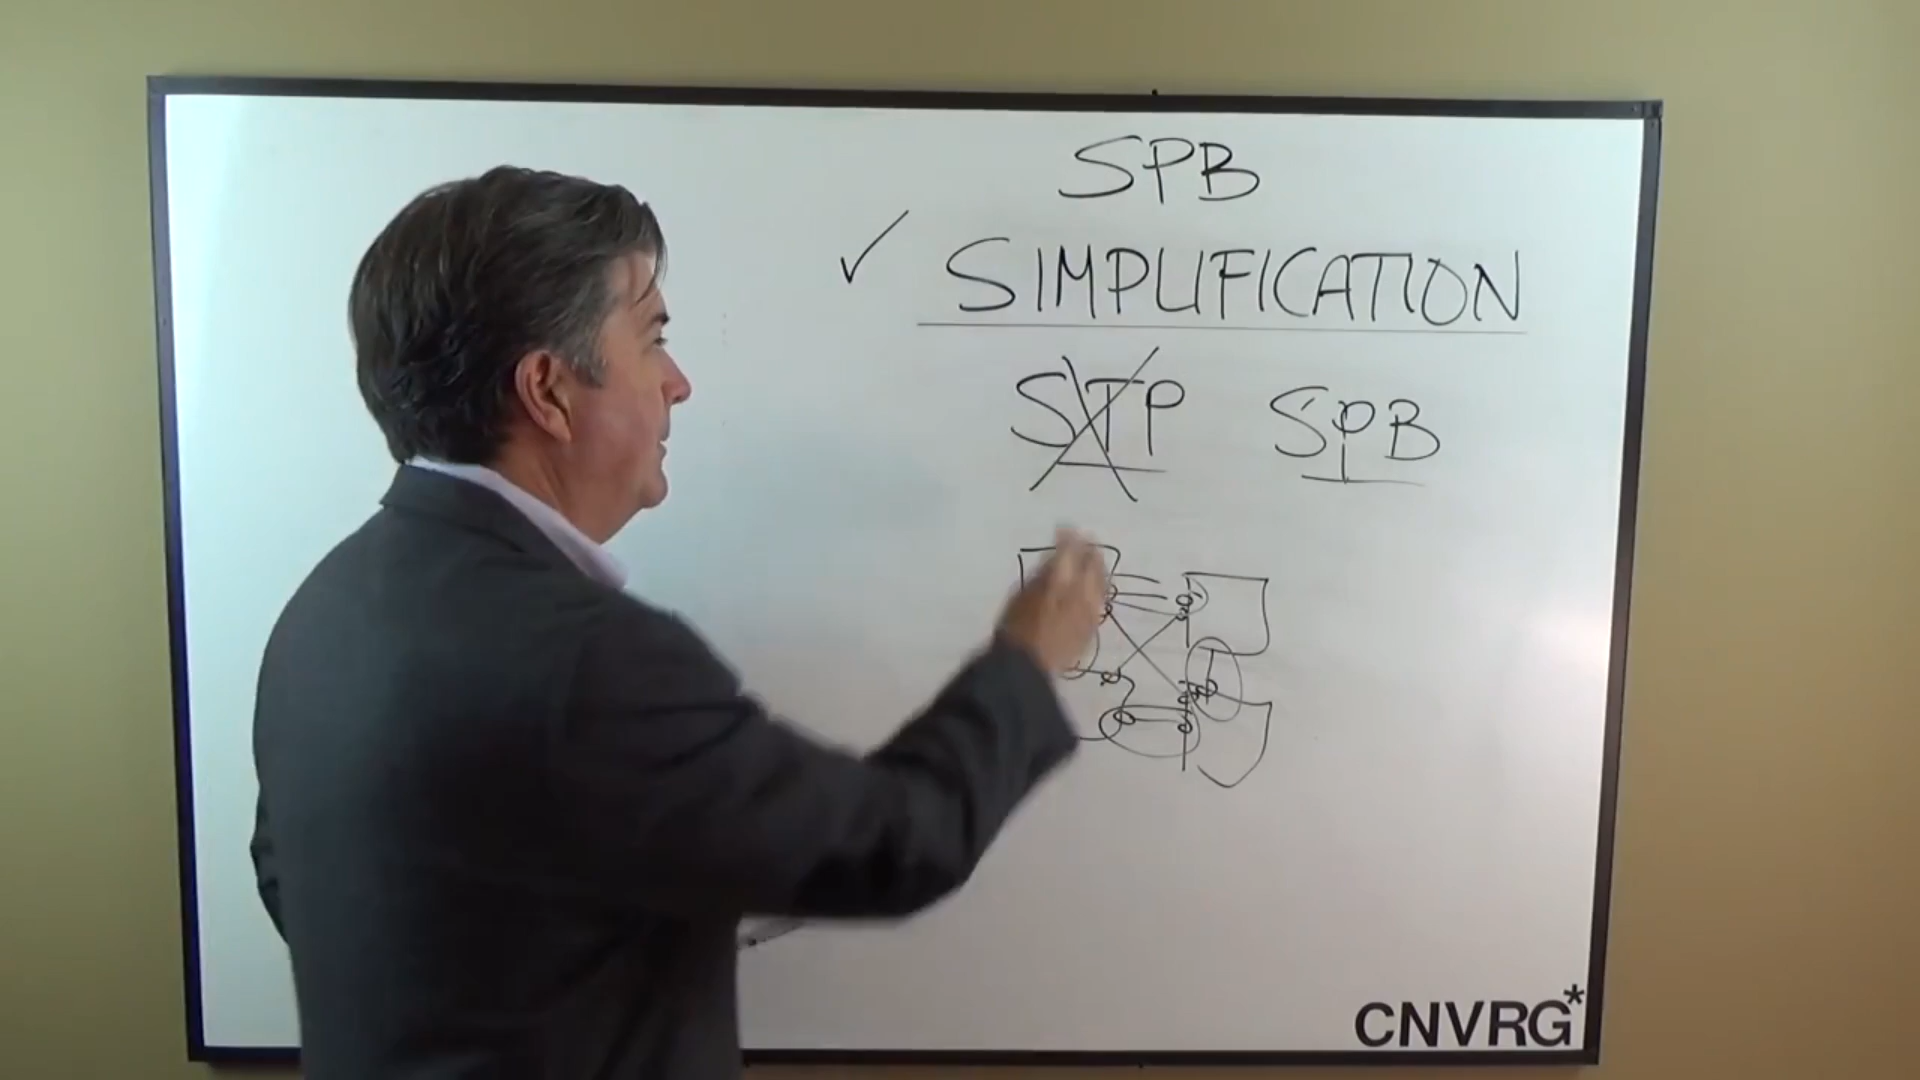 SPB
✓ SIMPLIFICATION
STP SPB
CNVRG*